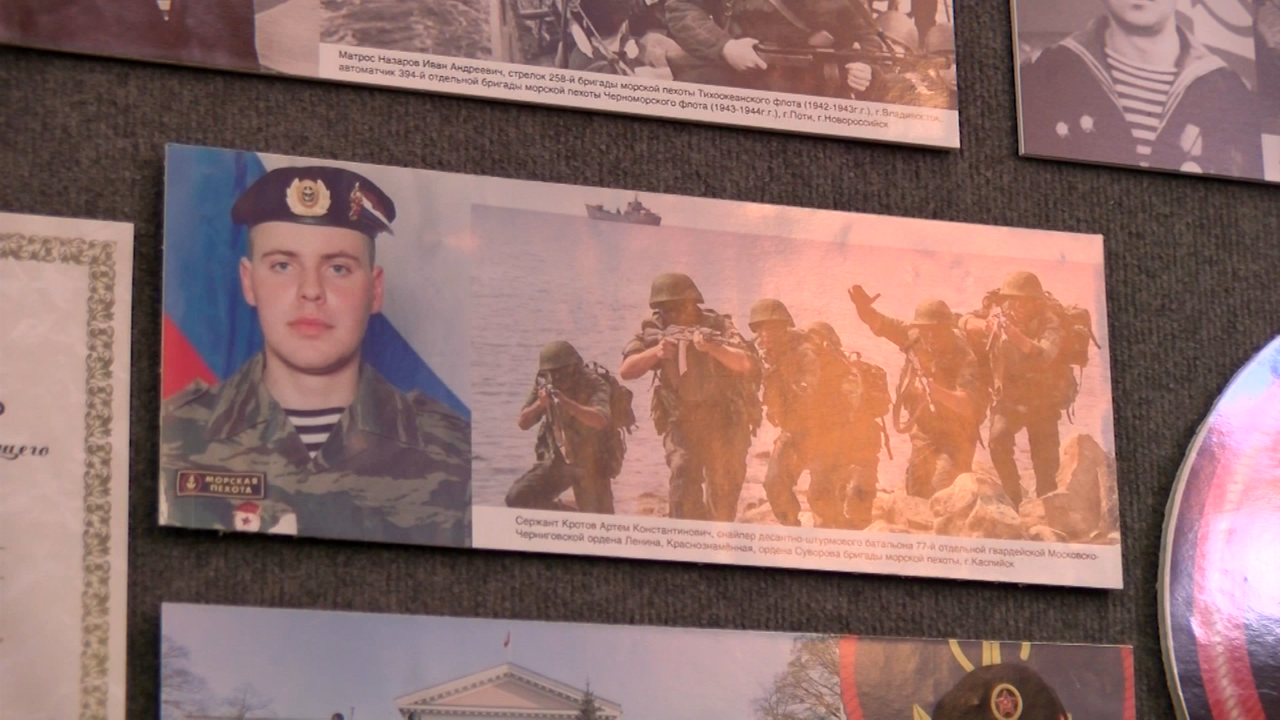 Матрос Назаров Иван Андреевич, стрелок 258-й бригады морской пехоты Тихоокеанского флота (1942-1943г.г.), г.Владивосток,
автоматчик 394-й отдельной бригады морской пехоты Черноморского флота (1943-1944г.г.), г.Поти, г.Новороссийск
МОРСКАЯ
ПЕХОТА
Сержант Кротов Артем Константинович, снайпер десантно-штурмового батальона 77-й отдельной гвардейской Московско-
Черниговской ордена Ленина, Краснознамённая, ордена Суворова бригады морской пехоты, г.Каспийск